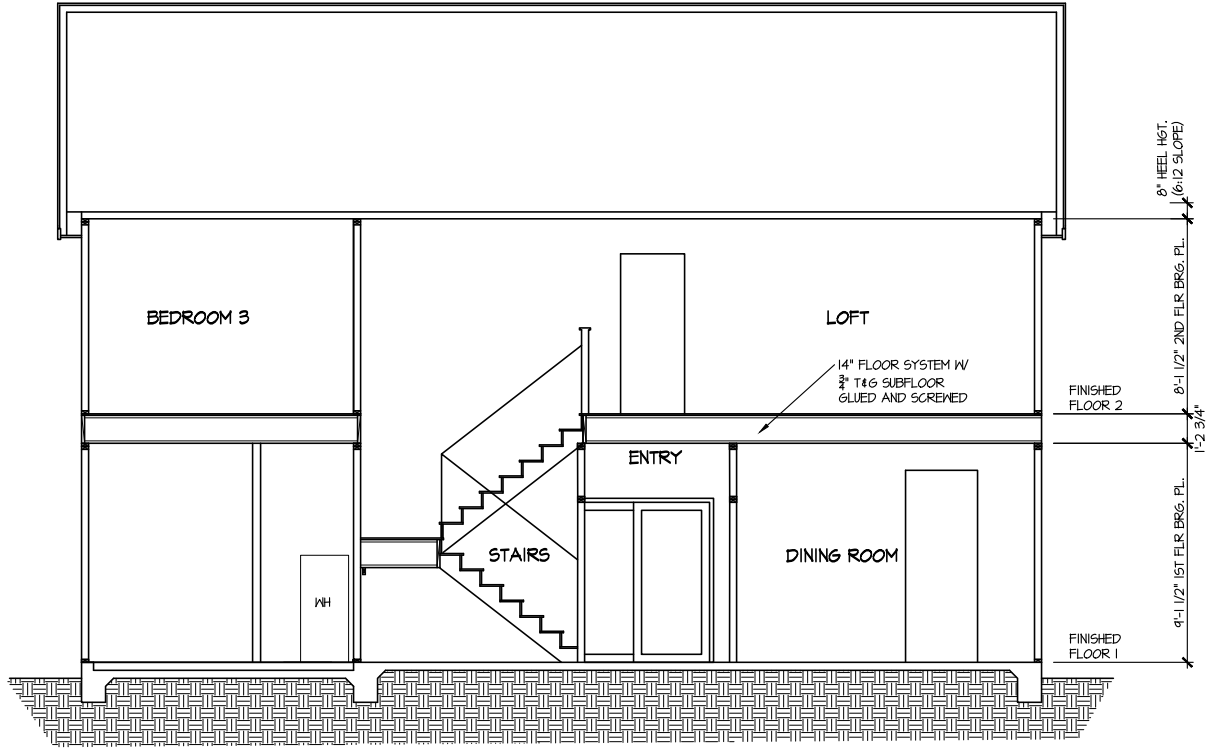 8" HEEL HGT.
(6:12 SLOPE)
BEDROOM 3
LOFT
8'-1 1/2" 2ND FLR BRG. PL.
14" FLOOR SYSTEM W/
3/4" T&G SUBFLOOR
GLUED AND SCREWED
FINISHED
FLOOR 2
1'-2 3/4"
ENTRY
STAIRS
DINING ROOM
9'-1 1/2" 1ST FLR BRG. PL.
WH
FINISHED
FLOOR 1